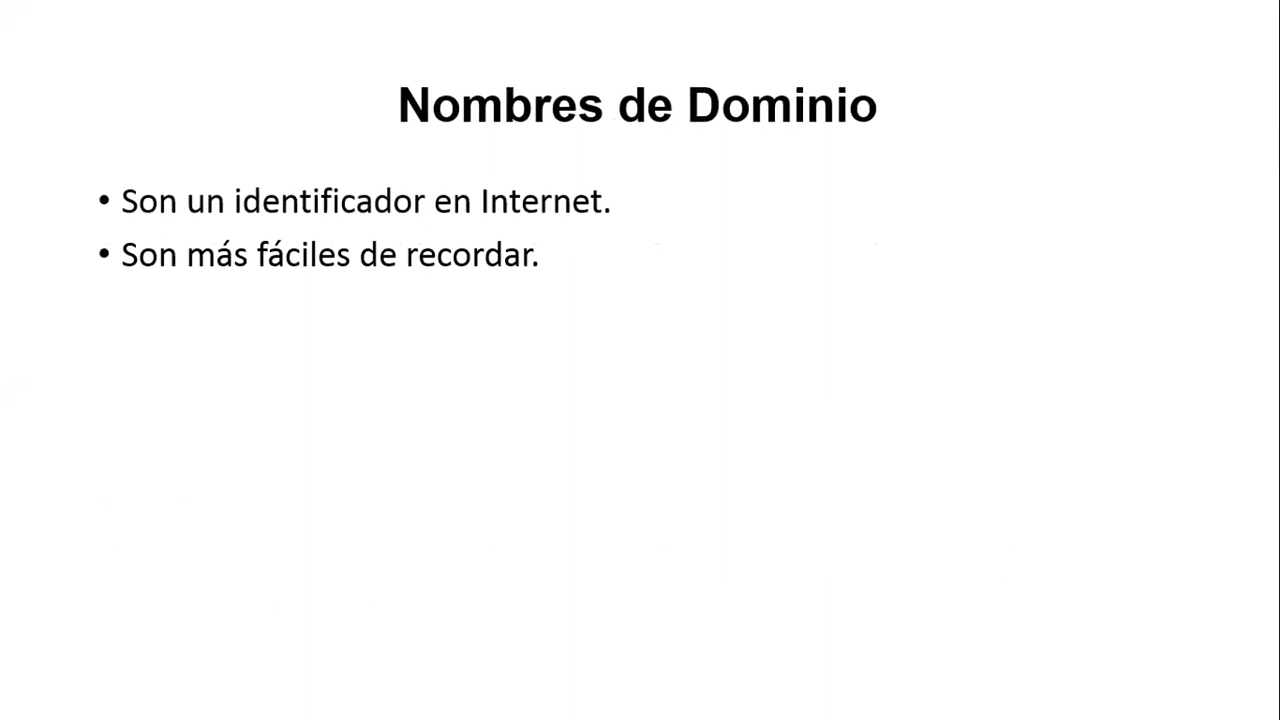 Nombres de Dominio
• Son un identificador en Internet.
• Son más fáciles de recordar.